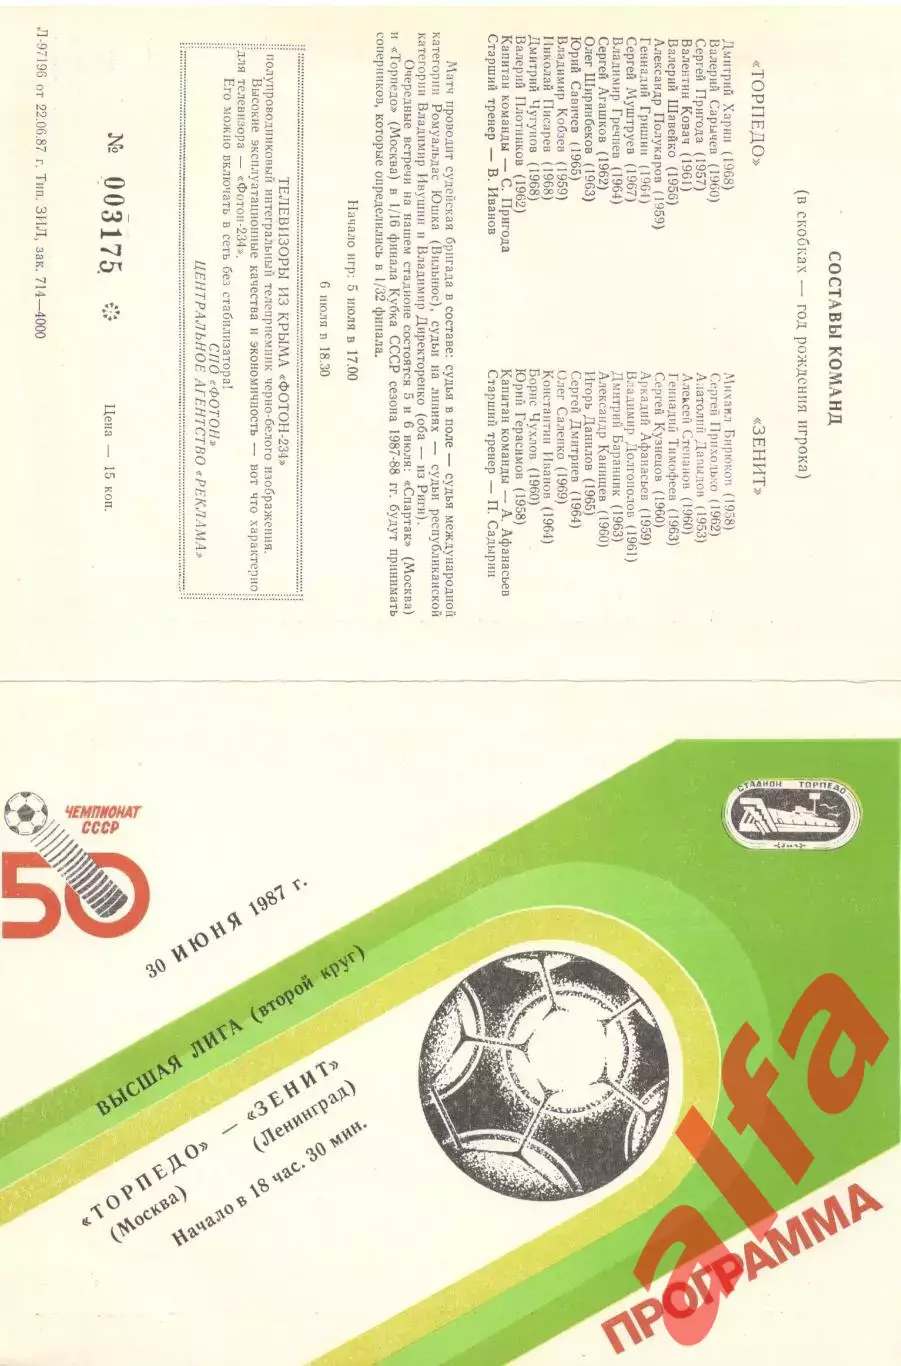 СОСТАВЫ КОМАНД
(в скобках — год рождения игрока)
«ТОРПЕДО»
Дмитрий Харин (1968)
Валерий Сарычев (1960)
Сергей Пригода (1957)
Валентин Ковач (1961)
Валерий Шавейко (1956)
Александр Полукаров (1959)
Геннадий Гришин (1964)
Сергей Муштруев (1967)
Владимир Гречнев (1964)
Сергей Агашков (1962)
Олег Ширинбеков (1963)
Юрий Савичев (1965)
Владимир Кобзев (1959)
Николай Писарев (1968)
Дмитрий Чугунов (1968)
Валерий Плотников (1962)
Капитан команды — С. Пригода
Старший тренер — В. Иванов
«ЗЕНИТ»
Михаил Бирюков (1958)
Сергей Приходько (1962)
Анатолий Давыдов (1953)
Алексей Степанов (1960)
Геннадий Тимофеев (1963)
Сергей Кузнецов (1960)
Аркадий Афанасьев (1959)
Владимир Долгополов (1961)
Дмитрий Баранник (1963)
Александр Канищев (1960)
Игорь Данилов (1965)
Сергей Дмитриев (1964)
Олег Саленко (1969)
Константин Иванов (1964)
Борис Чухлов (1960)
Юрий Герасимов (1958)
Капитан команды — А. Афанасьев
Старший тренер — П. Садырин
Матч проводит судейская бригада в составе: судья в поле — судья международной
категории Ромуальдас Юшка (Вильнюс), судьи на линиях — судьи республиканской
категории Владимир Ивушин и Владимир Директоренко (оба — из Риги).
Очередные встречи на нашем стадионе состоятся 5 и 6 июля: «Спартак» (Москва)
и «Торпедо» (Москва) в 1/16 финала Кубка СССР сезона 1987-88 гг. будут принимать
соперников, которые определились в 1/32 финала.
Начало игр: 5 июля в 17.00
6 июля в 18.30
ТЕЛЕВИЗОРЫ ИЗ КРЫМА «ФОТОН-234»
полупроводниковый интегральный телеприемник черно-белого изображения.
Высокие эксплуатационные качества и экономичность — вот что характерно
для телевизора — «Фотон-234».
Его можно включать в сеть без стабилизатора!
СПО «ФОТОН»
ЦЕНТРАЛЬНОЕ АГЕНТСТВО «РЕКЛАМА»
№ 003175
Цена — 15 коп.
Л-97196 от 22.06.87 г. Тип. ЗИЛ, зак. 714—4000
ЧЕМПИОНАТ
СССР
50
СТАДИОН ТОРПЕДО
30 ИЮНЯ 1987 г.
ВЫСШАЯ ЛИГА (второй круг)
«ТОРПЕДО» — «ЗЕНИТ»
(Москва) (Ленинград)
Начало в 18 час. 30 мин.
ПРОГРАММА
alfa